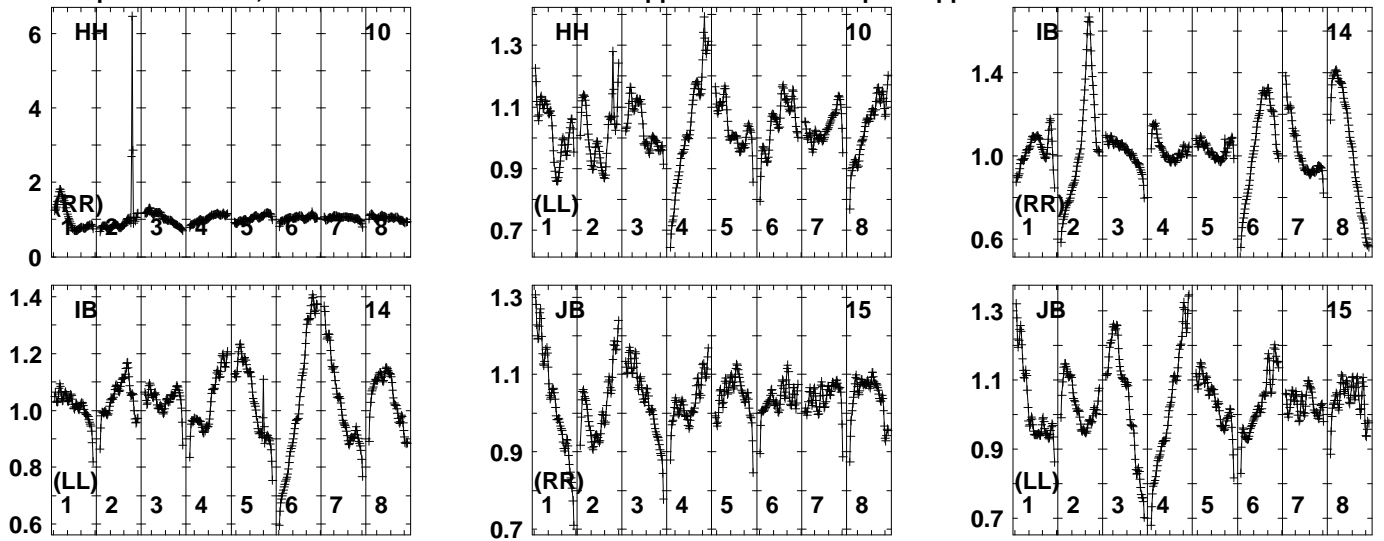 HH 10 HH 10 IB 14
6 1.3 1.4
4 1.1 1.0
2 0.9 0.6
0 0.7
(RR) (LL) (RR)
1 2 3 4 5 6 7 8 1 2 3 4 5 6 7 8 1 2 3 4 5 6 7 8
IB 14 JB 15 JB 15
1.4 1.3 1.3
1.2 1.1 1.1
1.0 0.9 0.9
0.8 0.7 0.7
0.6
(LL) (RR) (LL)
1 2 3 4 5 6 7 8 1 2 3 4 5 6 7 8 1 2 3 4 5 6 7 8